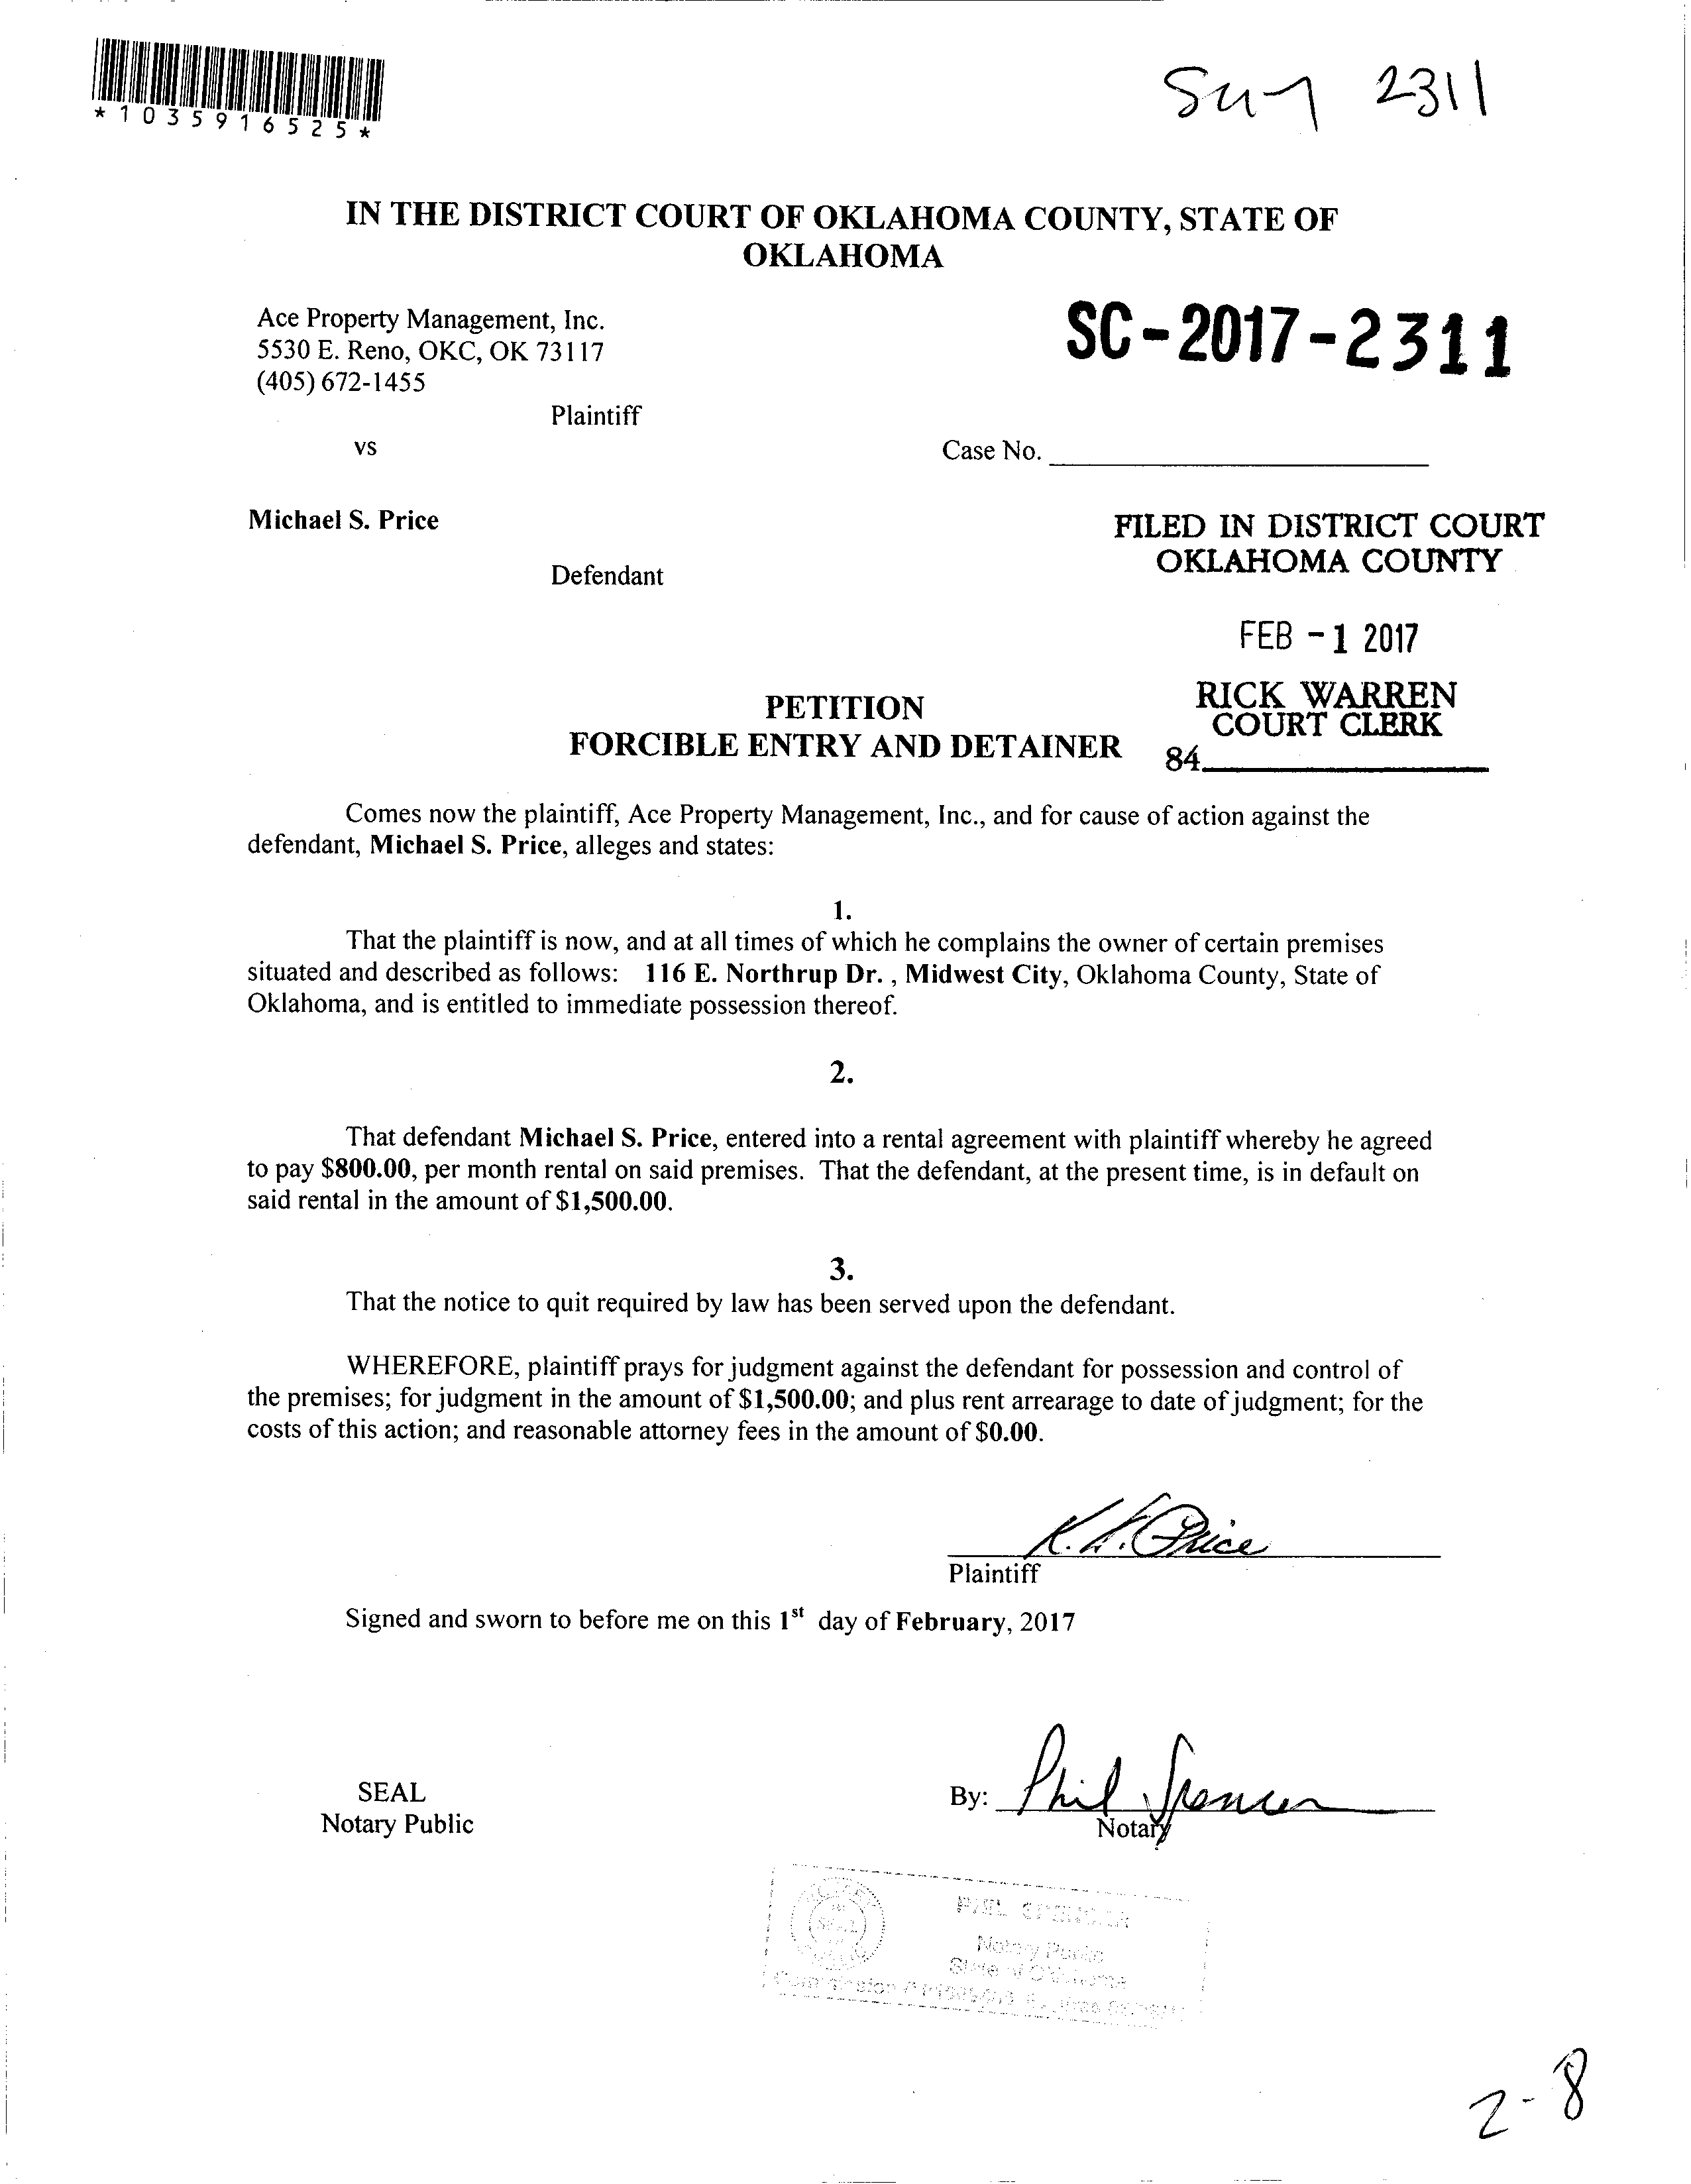 *1035916525*
2311
IN THE DISTRICT COURT OF OKLAHOMA COUNTY, STATE OF
OKLAHOMA
Ace Property Management, Inc.
5530 E. Reno, OKC, OK 73117
(405) 672-1455
SC-2017-2311
Plaintiff
vs
Case No.
Michael S. Price
FILED IN DISTRICT COURT
OKLAHOMA COUNTY
Defendant
FEB -1 2017
RICK WARREN
COURT CLERK
84
PETITION
FORCIBLE ENTRY AND DETAINER
Comes now the plaintiff, Ace Property Management, Inc., and for cause of action against the
defendant, Michael S. Price, alleges and states:
1.
That the plaintiff is now, and at all times of which he complains the owner of certain premises
situated and described as follows: 116 E. Northrup Dr. , Midwest City, Oklahoma County, State of
Oklahoma, and is entitled to immediate possession thereof.
2.
That defendant Michael S. Price, entered into a rental agreement with plaintiff whereby he agreed
to pay $800.00, per month rental on said premises. That the defendant, at the present time, is in default on
said rental in the amount of $1,500.00.
3.
That the notice to quit required by law has been served upon the defendant.
WHEREFORE, plaintiff prays for judgment against the defendant for possession and control of
the premises; for judgment in the amount of $1,500.00; and plus rent arrearage to date of judgment; for the
costs of this action; and reasonable attorney fees in the amount of $0.00.
Price
Plaintiff
Signed and sworn to before me on this 1st day of February, 2017
SEAL
Notary Public
By: Phil Spencer
Notary
Notary Public
State of Oklahoma
Commission
2-8